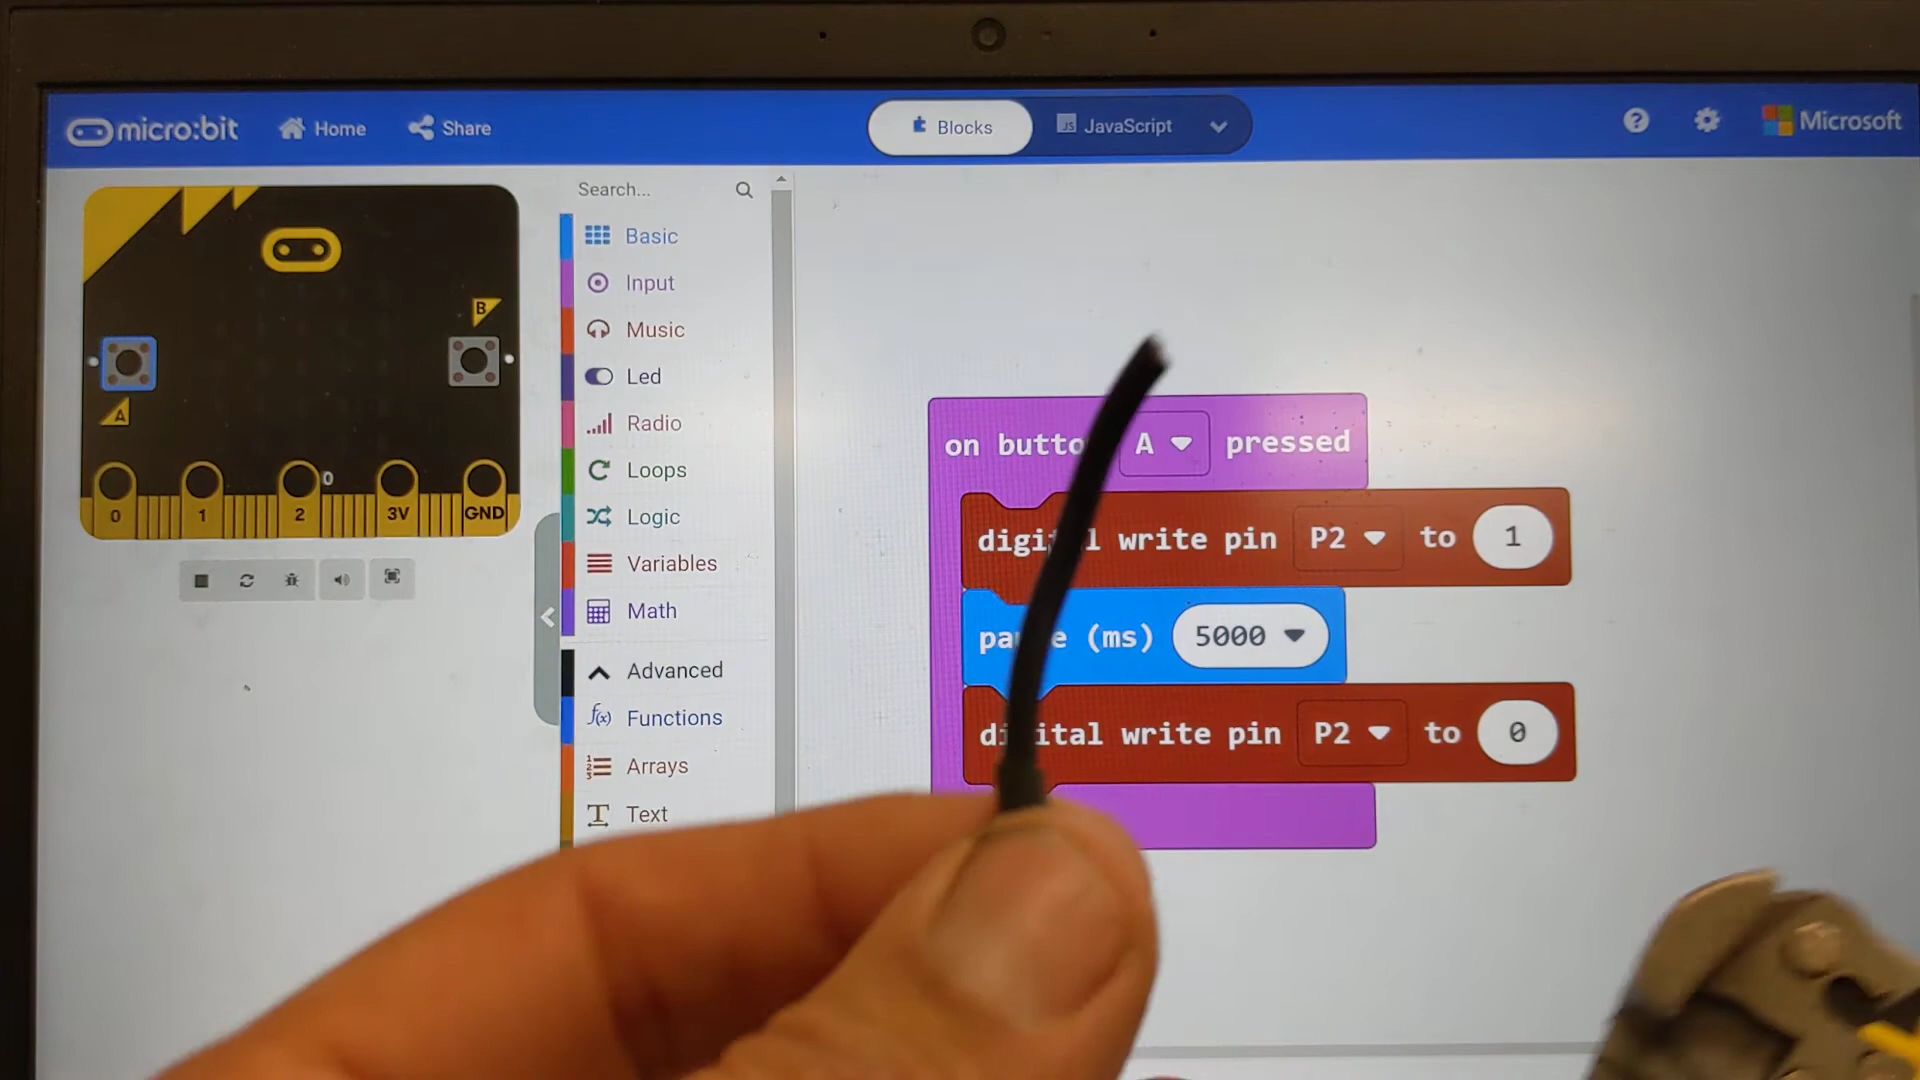 micro:bit Home Share Blocks JS JavaScript ? Microsoft
Search...
Basic
Input
Music
Led
Radio
Loops
Logic
Variables
Math
Advanced
f(x) Functions
Arrays
Text
B
A
0
0 1 2 3V GND
on butto A pressed
digi l write pin P2 to 1
pa e (ms) 5000
di ital write pin P2 to 0